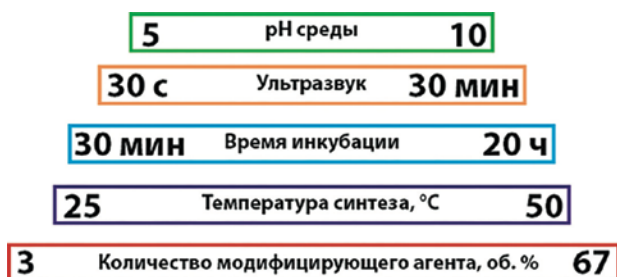 5 pH среды 10
30 с Ультразвук 30 мин
30 мин Время инкубации 20 ч
25 Температура синтеза, °C 50
3 Количество модифицирующего агента, об. % 67